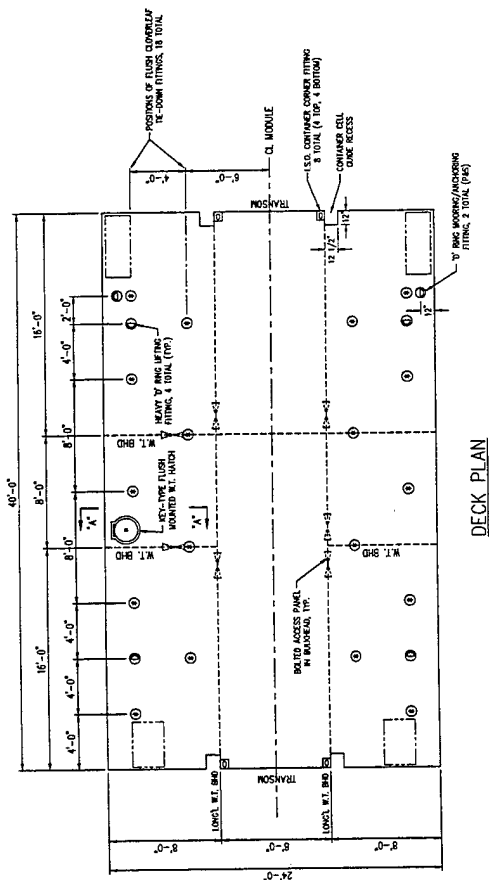 40'-0"
16'-0"
8'-0"
16'-0"
4'-0"
4'-0"
4'-0"
8'-0"
8'-0"
4'-0"
2'-0"
POSITIONS OF FLUSH CLOVERLEAF
TIE-DOWN FITTINGS, 18 TOTAL
4'-0"
6'-0"
"A"
"A"
KEY-TYPE FLUSH
MOUNTED W.T. HATCH
W.T. BHD
W.T. BHD
HEAVY 'D' RING LIFTING
FITTING, 4 TOTAL (TYP.)
TRANSOM
TRANSOM
CL MODULE
LONG'L W.T. BHD
LONG'L W.T. BHD
8'-0"
6'-0"
8'-0"
24'-0"
BOLTED ACCESS PANEL
IN BULKHEAD, TYP.
W.T. BHD
I.S.O. CONTAINER CORNER FITTING
8 TOTAL (4 TOP, 4 BOTTOM)
CONTAINER CELL
GUIDE RECESS
12"
12 1/2"
12"
'D' RING MOORING/ANCHORING
FITTING, 2 TOTAL (P&S)
DECK PLAN